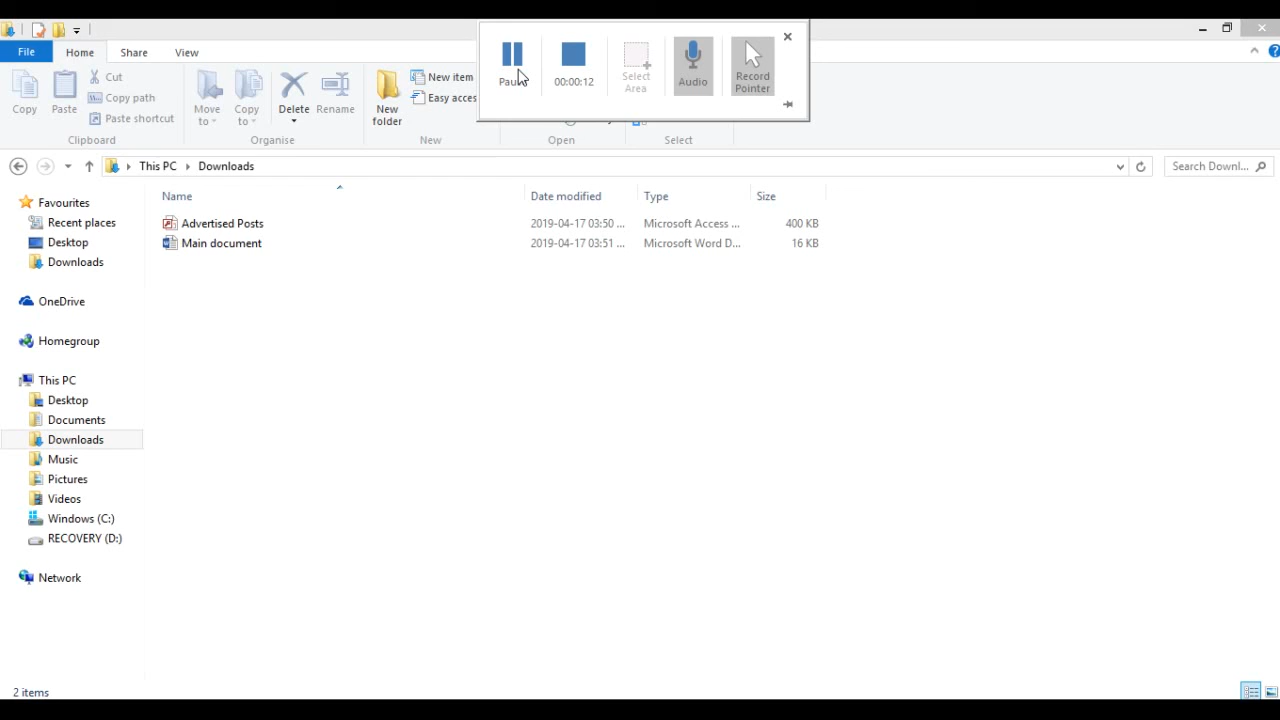 File
Home
Share
View
Pause
00:00:12
Select
Area
Audio
Record
Pointer
Copy
Paste
Cut
Copy path
Paste shortcut
Move
to
Copy
to
Delete
Rename
New
folder
New item
Easy acces
Clipboard
Organise
New
Open
Select
This PC
Downloads
Search Downl...
Name
Date modified
Type
Size
Advertised Posts 2019-04-17 03:50 ... Microsoft Access ... 400 KB
Main document 2019-04-17 03:51 ... Microsoft Word D... 16 KB
Favourites
Recent places
Desktop
Downloads
OneDrive
Homegroup
This PC
Desktop
Documents
Downloads
Music
Pictures
Videos
Windows (C:)
RECOVERY (D:)
Network
2 items